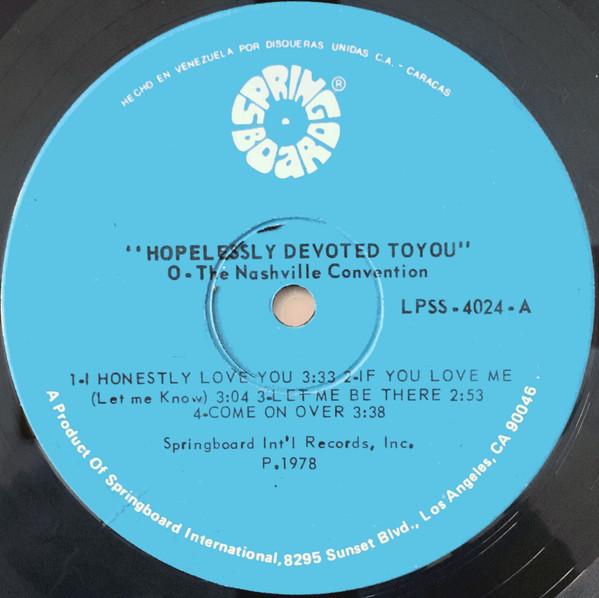 HECHO EN VENEZUELA POR DISQUERAS UNIDAS C.A. - CARACAS
SPRING BOARD ®
"HOPELESSLY DEVOTED TOYOU"
O - The Nashville Convention
LPSS - 4024 - A
1-I HONESTLY LOVE YOU 3:33 2-IF YOU LOVE ME
(Let me Know) 3:04 3-LET ME BE THERE 2:53
4-COME ON OVER 3:38
Springboard Int'l Records, Inc.
P.1978
A Product Of Springboard International, 8295 Sunset Blvd., Los Angeles, CA 90046 .